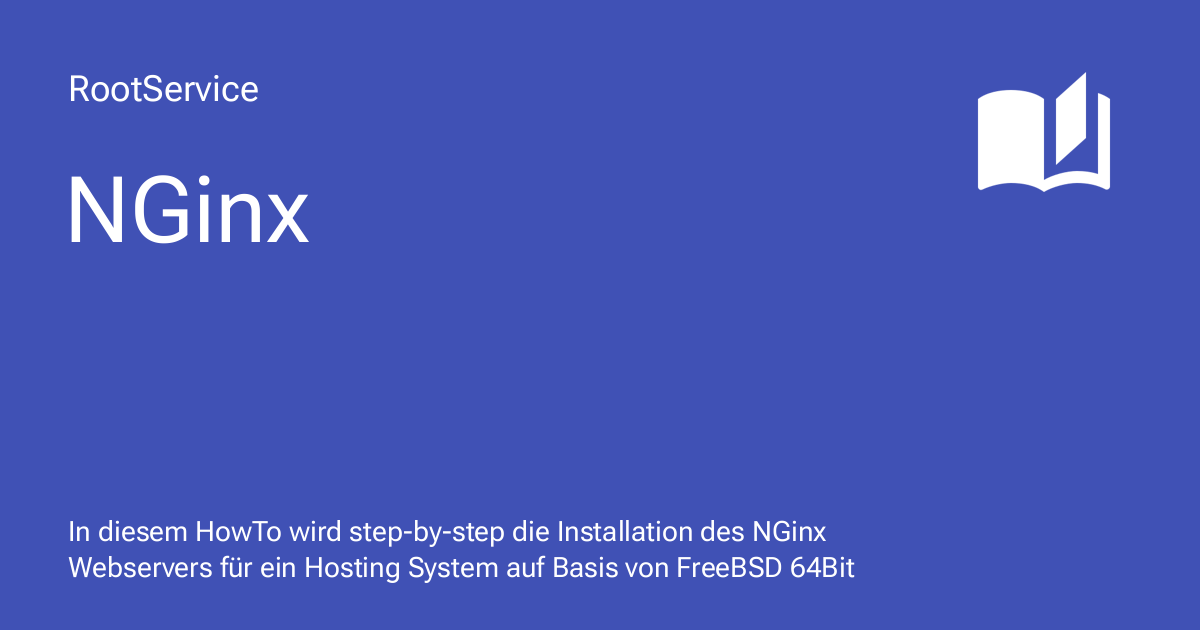 RootService
NGinx
In diesem HowTo wird step-by-step die Installation des NGinx
Webservers für ein Hosting System auf Basis von FreeBSD 64Bit